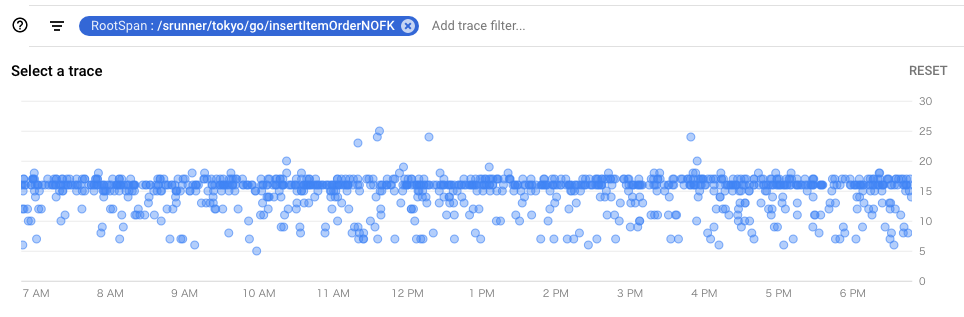 RootSpan : /srunner/tokyo/go/insertItemOrderNOFK Add trace filter...
Select a trace RESET
30
25
20
15
10
5
0
7 AM 8 AM 9 AM 10 AM 11 AM 12 PM 1 PM 2 PM 3 PM 4 PM 5 PM 6 PM